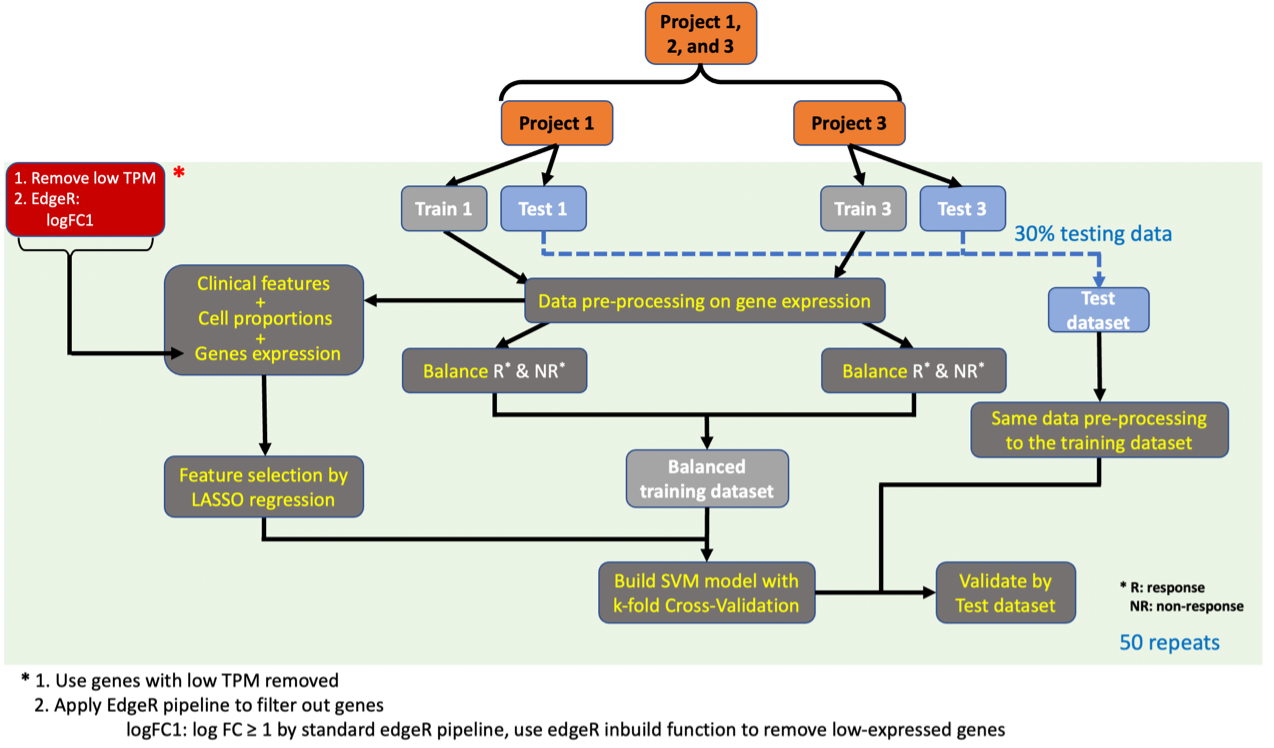 Project 1,
2, and 3
Project 1
Project 3
1. Remove low TPM
2. EdgeR:
logFC1
*
Train 1
Test 1
Train 3
Test 3
30% testing data
Clinical features
+
Cell proportions
+
Genes expression
Data pre-processing on gene expression
Test
dataset
Balance R* & NR*
Balance R* & NR*
Same data pre-processing
to the training dataset
Feature selection by
LASSO regression
Balanced
training dataset
Build SVM model with
k-fold Cross-Validation
Validate by
Test dataset
* R: response
NR: non-response
50 repeats
* 1. Use genes with low TPM removed
2. Apply EdgeR pipeline to filter out genes
logFC1: log FC ≥ 1 by standard edgeR pipeline, use edgeR inbuild function to remove low-expressed genes